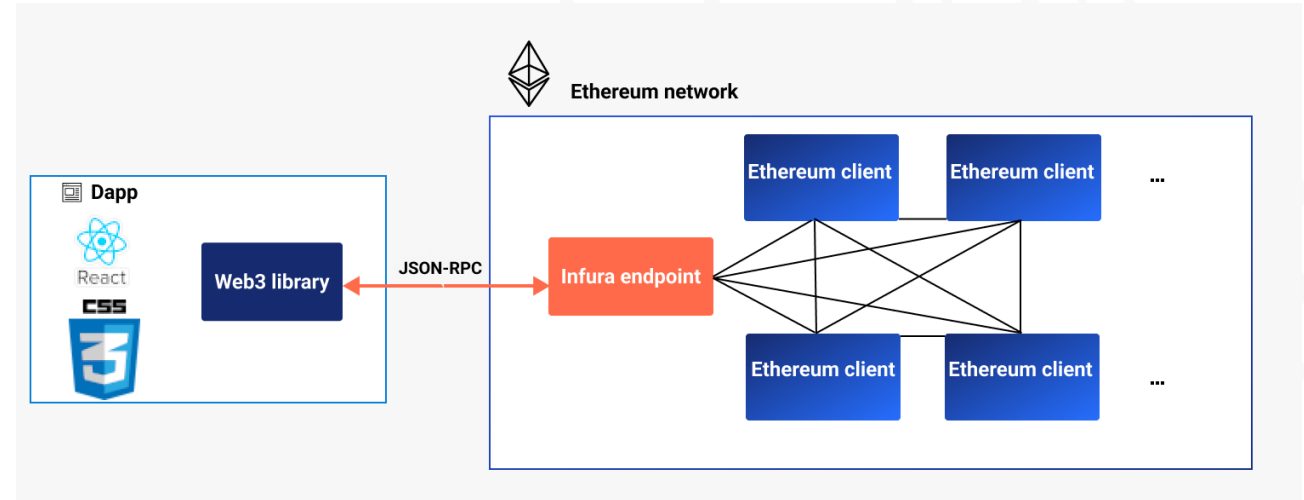 Ethereum network
Dapp
React
CSS
3
Web3 library
JSON-RPC
Infura endpoint
Ethereum client
Ethereum client
...
Ethereum client
Ethereum client
...